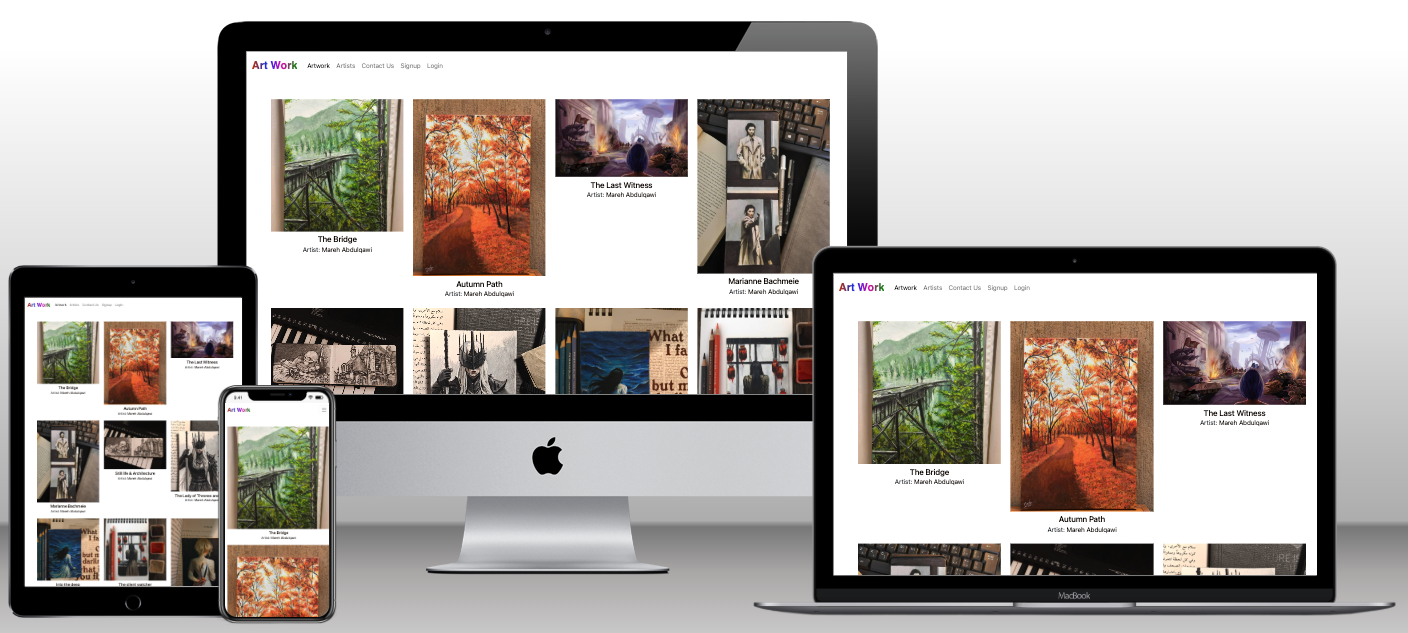 Art Work Artwork Artists Contact Us Signup Login
The Bridge
Artist: Mareh Abdulqawi
Autumn Path
Artist: Mareh Abdulqawi
The Last Witness
Artist: Mareh Abdulqawi
Marianne Bachmeie
Artist: Mareh Abdulqawi
What
I fa
but m
Art Work Artwork Artists Contact Us Signup Login
The Bridge
Artist: Mareh Abdulqawi
Autumn Path
Artist: Mareh Abdulqawi
The Last Witness
Artist: Mareh Abdulqawi
Marianne Bachmeie
Artist: Mareh Abdulqawi
Still life & Architecture
Artist: Mareh Abdulqawi
The Lady of Thrones an
Artist: Mareh Abdulqawi
Into the deep
The silent watcher
9:41
Art Work
The Bridge
Artist: Mareh Abdulqawi
Art Work Artwork Artists Contact Us Signup Login
The Bridge
Artist: Mareh Abdulqawi
Autumn Path
Artist: Mareh Abdulqawi
The Last Witness
Artist: Mareh Abdulqawi
MacBook